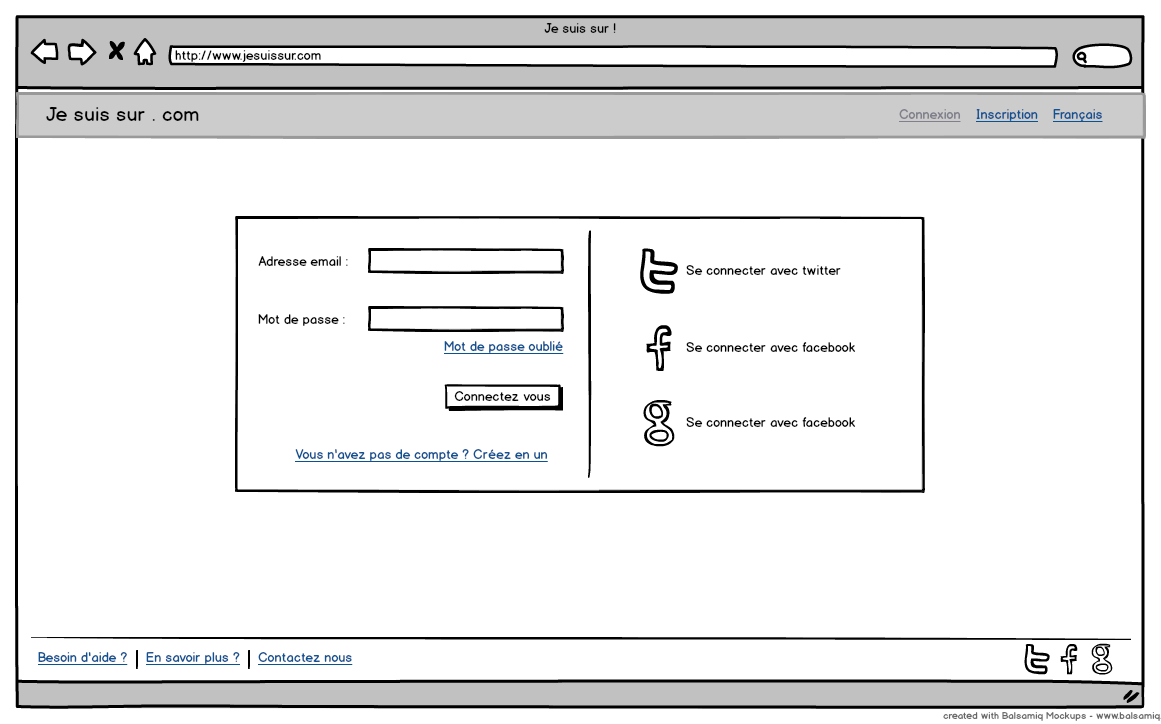 Je suis sur !
http://www.jesuissur.com
Je suis sur . com
Connexion Inscription Français
Adresse email :
Mot de passe :
Mot de passe oublié
Connectez vous
Vous n'avez pas de compte ? Créez en un
Se connecter avec twitter
Se connecter avec facebook
Se connecter avec facebook
Besoin d'aide ? En savoir plus ? Contactez nous
created with Balsamiq Mockups - www.balsamiq